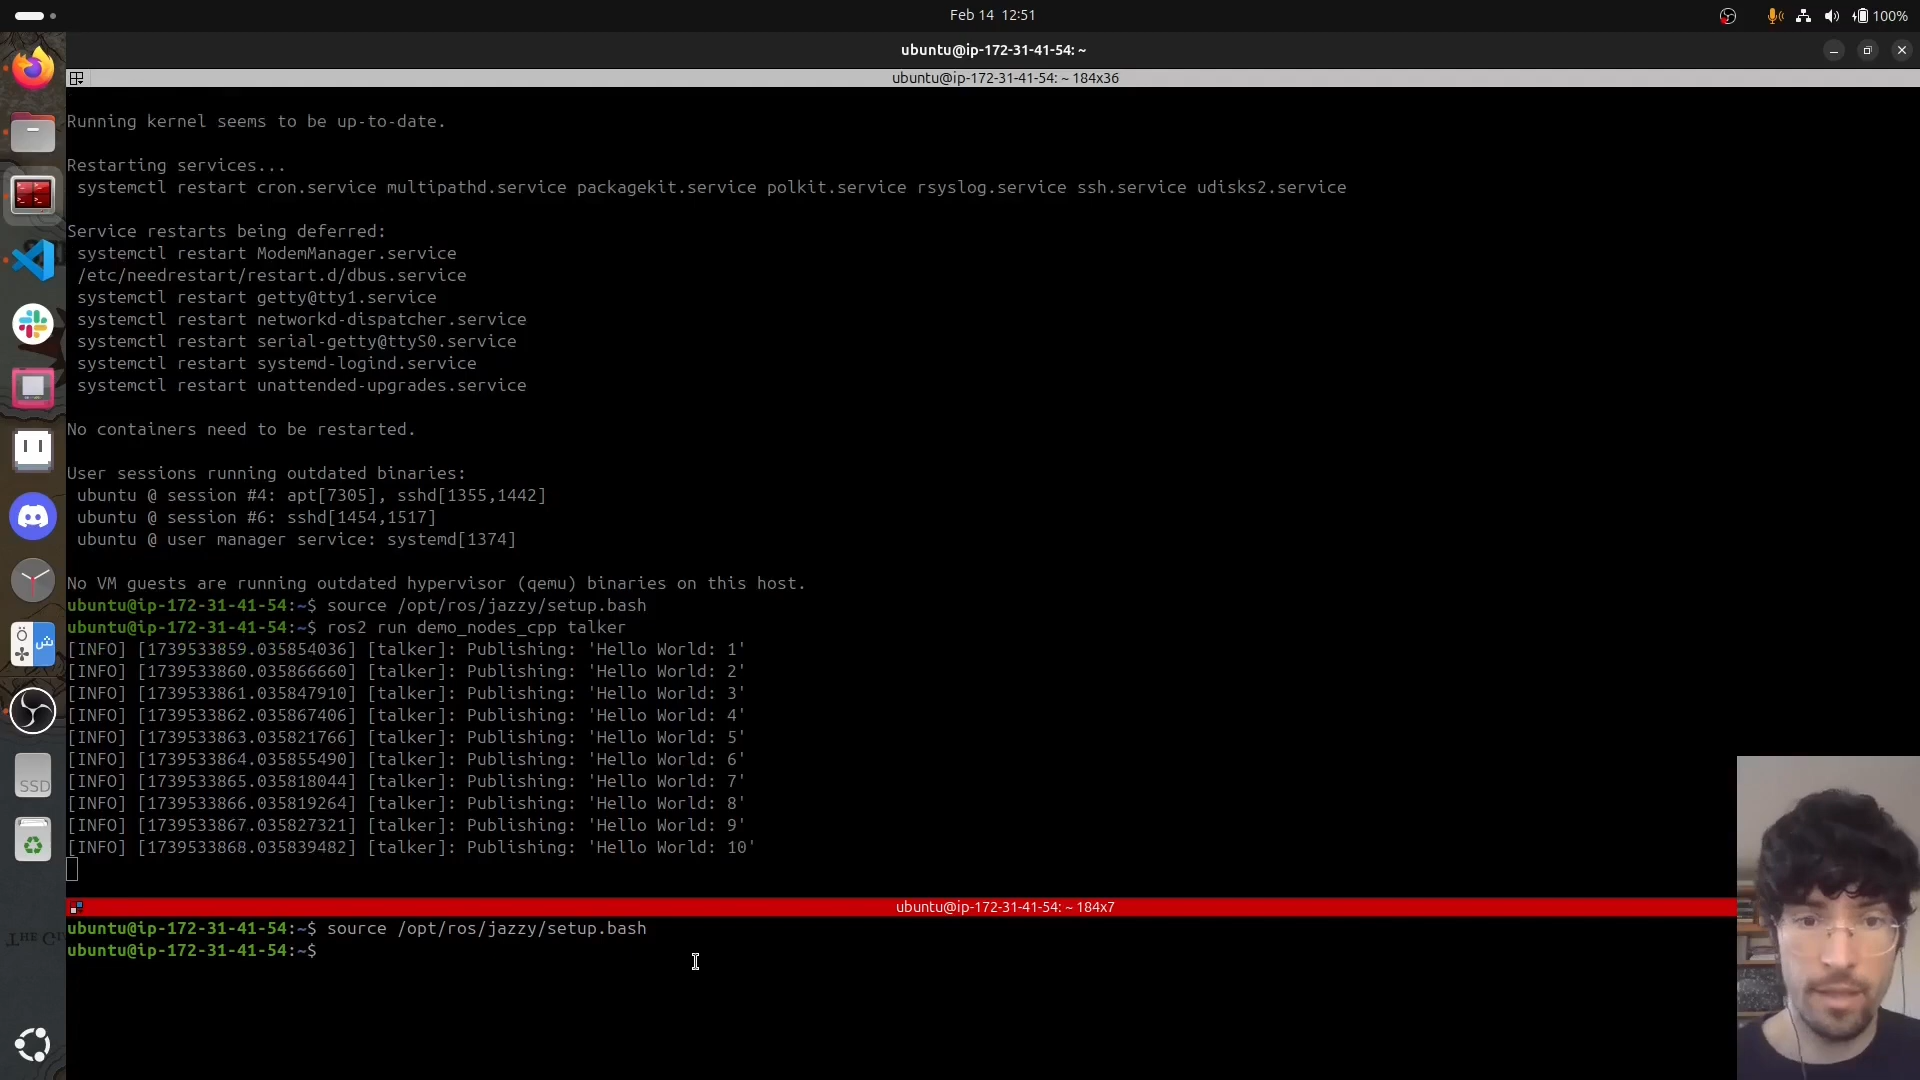 Feb 14 12:51
100%
ubuntu@ip-172-31-41-54: ~
ubuntu@ip-172-31-41-54: ~ 184x36
Running kernel seems to be up-to-date.
Restarting services...
systemctl restart cron.service multipathd.service packagekit.service polkit.service rsyslog.service ssh.service udisks2.service
Service restarts being deferred:
systemctl restart ModemManager.service
/etc/needrestart/restart.d/dbus.service
systemctl restart getty@tty1.service
systemctl restart networkd-dispatcher.service
systemctl restart serial-getty@ttyS0.service
systemctl restart systemd-logind.service
systemctl restart unattended-upgrades.service
No containers need to be restarted.
User sessions running outdated binaries:
ubuntu @ session #4: apt[7305], sshd[1355,1442]
ubuntu @ session #6: sshd[1454,1517]
ubuntu @ user manager service: systemd[1374]
No VM guests are running outdated hypervisor (qemu) binaries on this host.
ubuntu@ip-172-31-41-54:~$ source /opt/ros/jazzy/setup.bash
ubuntu@ip-172-31-41-54:~$ ros2 run demo_nodes_cpp talker
[INFO] [1739533859.035854036] [talker]: Publishing: 'Hello World: 1'
[INFO] [1739533860.035866660] [talker]: Publishing: 'Hello World: 2'
[INFO] [1739533861.035847910] [talker]: Publishing: 'Hello World: 3'
[INFO] [1739533862.035867406] [talker]: Publishing: 'Hello World: 4'
[INFO] [1739533863.035821766] [talker]: Publishing: 'Hello World: 5'
[INFO] [1739533864.035855490] [talker]: Publishing: 'Hello World: 6'
[INFO] [1739533865.035818044] [talker]: Publishing: 'Hello World: 7'
[INFO] [1739533866.035819264] [talker]: Publishing: 'Hello World: 8'
[INFO] [1739533867.035827321] [talker]: Publishing: 'Hello World: 9'
[INFO] [1739533868.035839482] [talker]: Publishing: 'Hello World: 10'
SSD
ubuntu@ip-172-31-41-54: ~ 184x7
ubuntu@ip-172-31-41-54:~$ source /opt/ros/jazzy/setup.bash
ubuntu@ip-172-31-41-54:~$